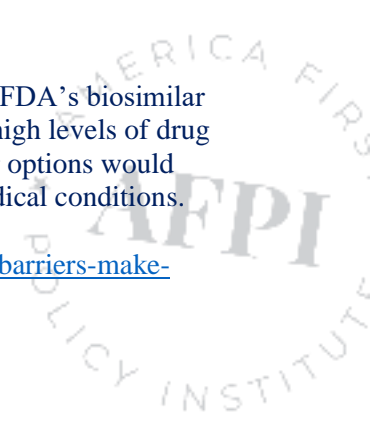 FDA's biosimilar
high levels of drug
options would
dical conditions.
barriers-make-
AMERICA FIRST
AFPI
POLICY INSTITUTE